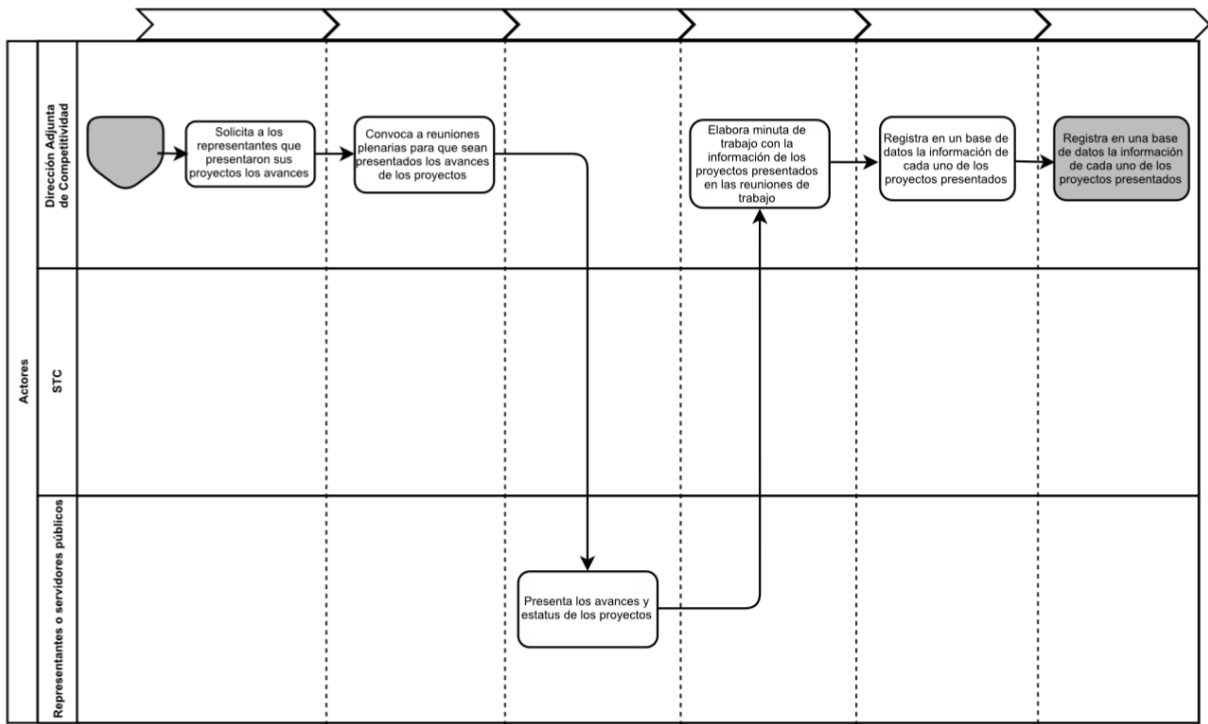 Actores
Dirección Adjunta
de Competitividad
Solicita a los
representantes que
presentaron sus
proyectos los avances
Convoca a reuniones
plenarias para que sean
presentados los avances
de los proyectos
Elabora minuta de
trabajo con la
información de los
proyectos presentados
en las reuniones de
trabajo
Registra en un base de
datos la información de
cada uno de los
proyectos presentados
Registra en una base
de datos la información
de cada uno de los
proyectos presentados
STC
Representantes o servidores públicos
Presenta los avances y
estatus de los proyectos